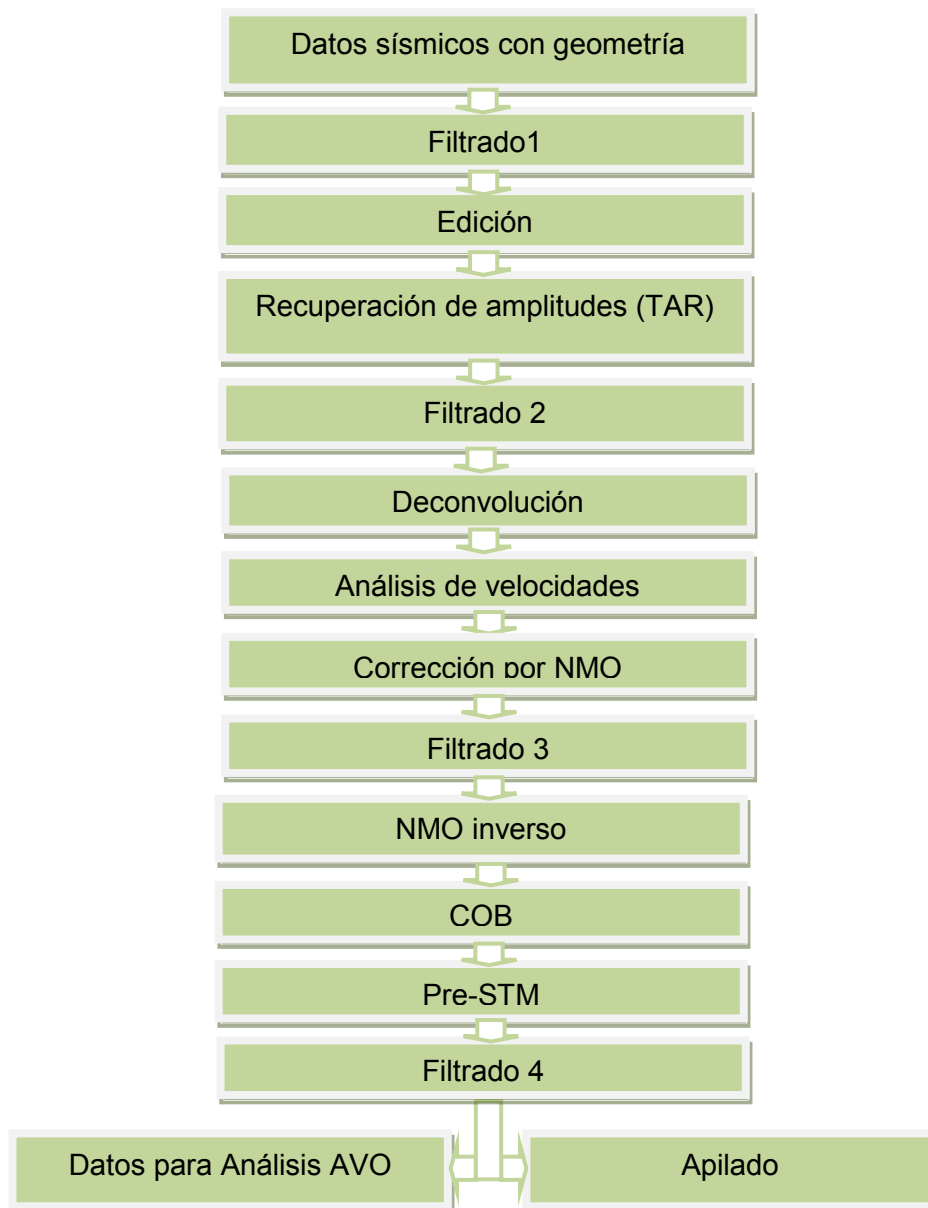 Datos sísmicos con geometría
Filtrado1
Edición
Recuperación de amplitudes (TAR)
Filtrado 2
Deconvolución
Análisis de velocidades
Corrección por NMO
Filtrado 3
NMO inverso
COB
Pre-STM
Filtrado 4
Datos para Análisis AVO
Apilado